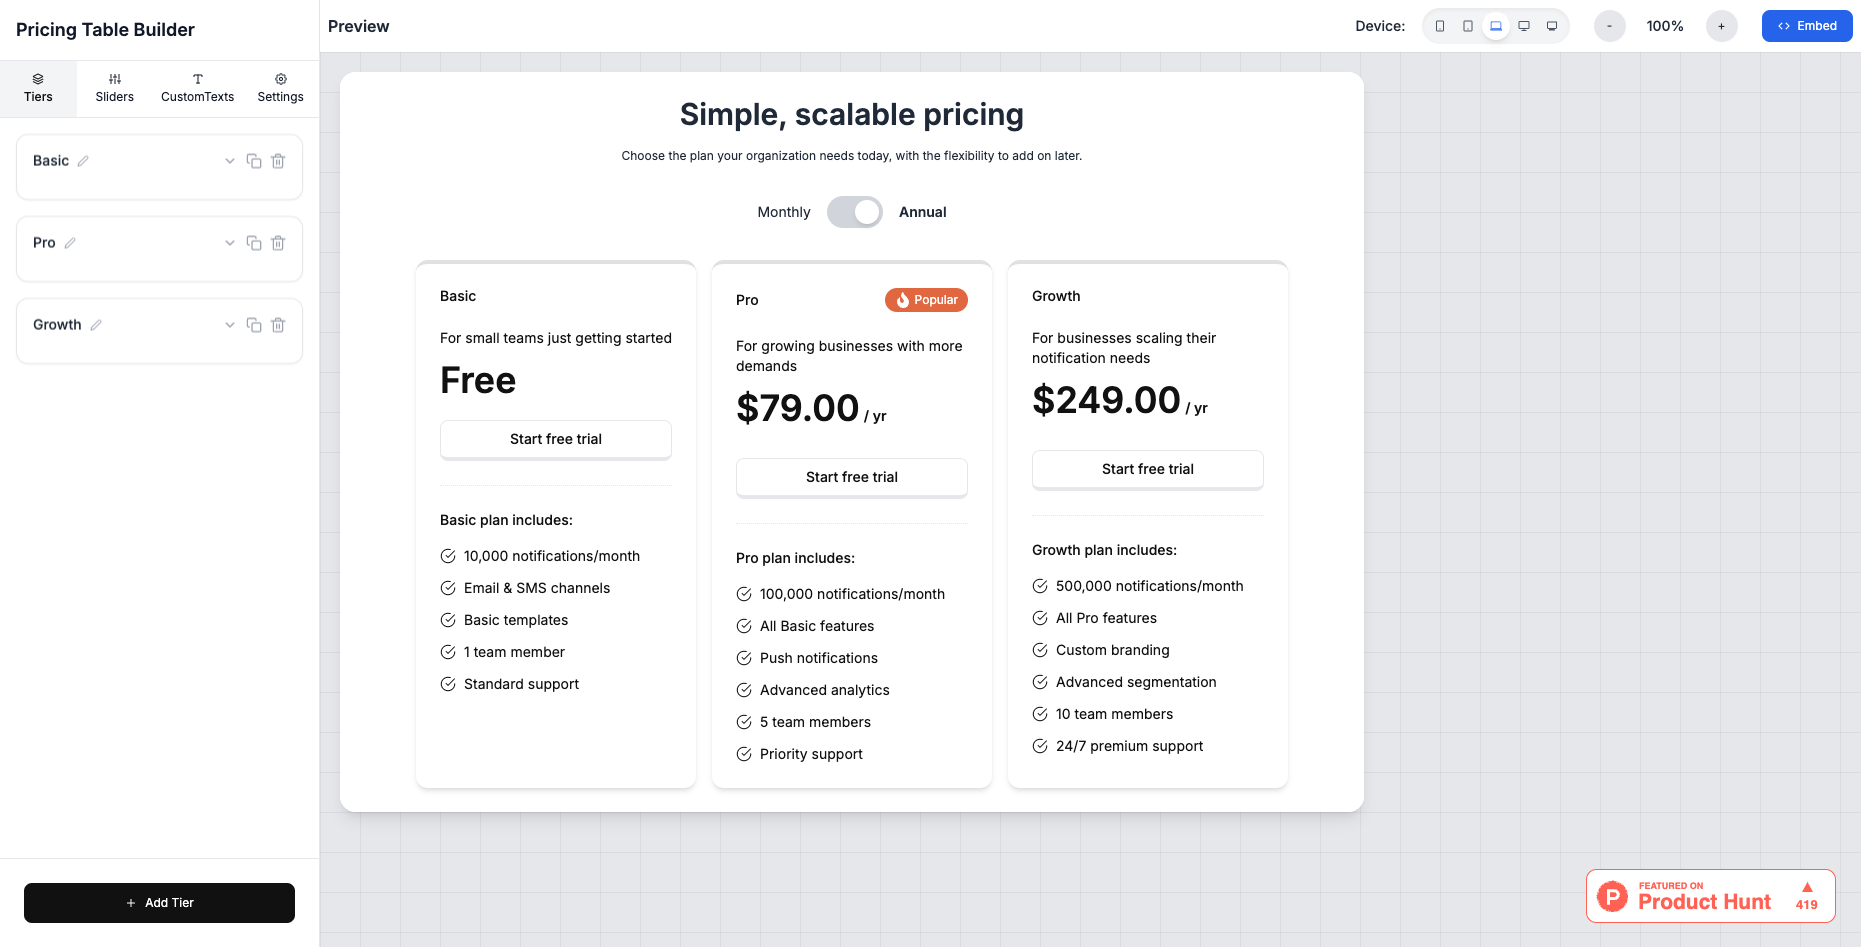 Pricing Table Builder
Tiers
Sliders
CustomTexts
Settings
Basic
Pro
Growth
+ Add Tier
Preview
Device:
-
100%
+
<> Embed
Simple, scalable pricing
Choose the plan your organization needs today, with the flexibility to add on later.
Monthly
Annual
Basic
For small teams just getting started
Free
Start free trial
Basic plan includes:
10,000 notifications/month
Email & SMS channels
Basic templates
1 team member
Standard support
Pro
Popular
For growing businesses with more
demands
$79.00 / yr
Start free trial
Pro plan includes:
100,000 notifications/month
All Basic features
Push notifications
Advanced analytics
5 team members
Priority support
Growth
For businesses scaling their
notification needs
$249.00 / yr
Start free trial
Growth plan includes:
500,000 notifications/month
All Pro features
Custom branding
Advanced segmentation
10 team members
24/7 premium support
P
FEATURED ON
Product Hunt
419